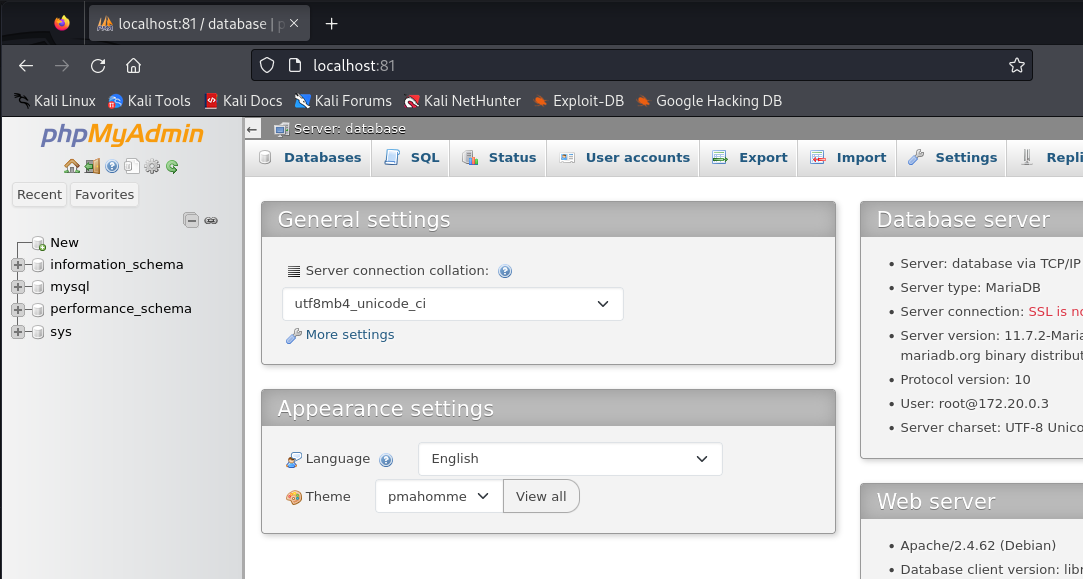 localhost:81 / database | p
localhost:81
Kali Linux Kali Tools Kali Docs Kali Forums Kali NetHunter Exploit-DB Google Hacking DB
phpMyAdmin
Recent Favorites
New
information_schema
mysql
performance_schema
sys
Server: database
Databases SQL Status User accounts Export Import Settings Repli
General settings
Server connection collation:
utf8mb4_unicode_ci
More settings
Appearance settings
Language English
Theme pmahomme View all
Database server
Server: database via TCP/IP
Server type: MariaDB
Server connection: SSL is no
Server version: 11.7.2-Maria
mariadb.org binary distribut
Protocol version: 10
User: root@172.20.0.3
Server charset: UTF-8 Unico
Web server
Apache/2.4.62 (Debian)
Database client version: libm